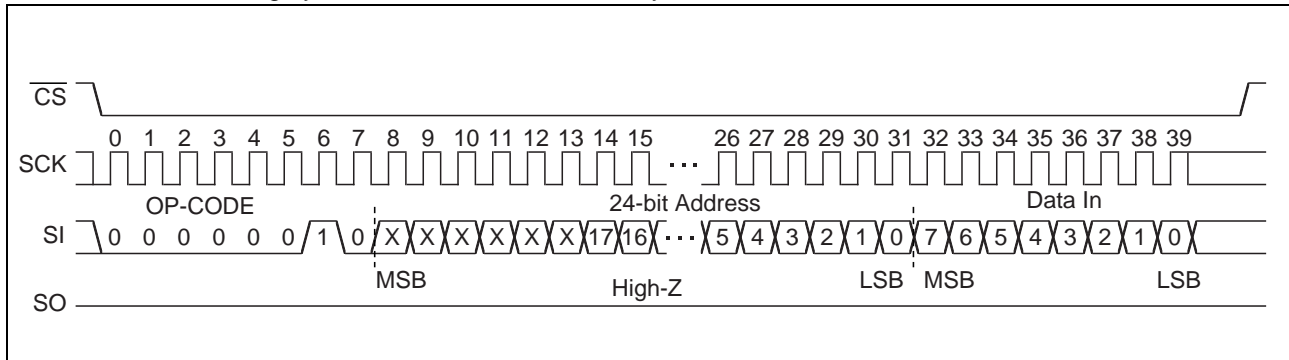 CS
0 1 2 3 4 5 6 7 8 9 10 11 12 13 14 15 26 27 28 29 30 31 32 33 34 35 36 37 38 39
SCK ...
OP-CODE 24-bit Address Data In
SI 0 0 0 0 0 0 1 0 X X X X X X 17 16 ... 5 4 3 2 1 0 7 6 5 4 3 2 1 0
MSB LSB MSB LSB
High-Z
SO